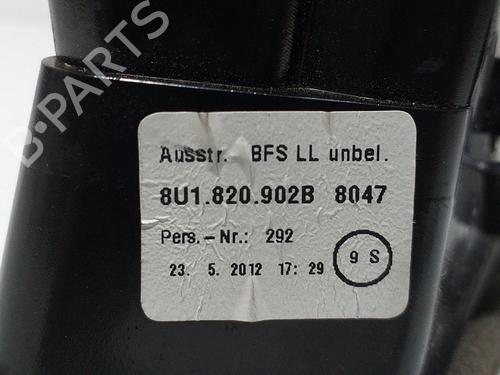 B-PARTS
Ausstr. BFS LL unbel.
8U1.820.902B 8047
Pers.-Nr.: 292
23. 5. 2012 17:29
9 S